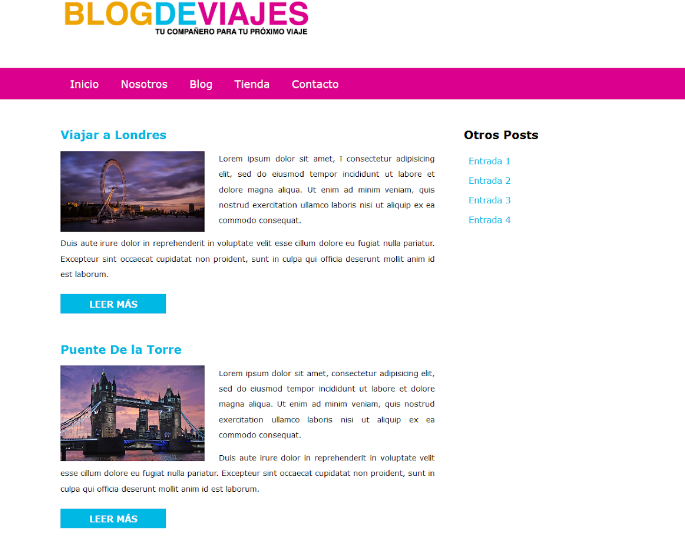 BLOGDEVIAJES
TU COMPAÑERO PARA TU PRÓXIMO VIAJE
Inicio Nosotros Blog Tienda Contacto
Viajar a Londres
Lorem ipsum dolor sit amet, I consectetur adipisicing
elit, sed do eiusmod tempor incididunt ut labore et
dolore magna aliqua. Ut enim ad minim veniam, quis
nostrud exercitation ullamco laboris nisi ut aliquip ex ea
commodo consequat.
Duis aute irure dolor in reprehenderit in voluptate velit esse cillum dolore eu fugiat nulla pariatur.
Excepteur sint occaecat cupidatat non proident, sunt in culpa qui officia deserunt mollit anim id
est laborum.
LEER MÁS
Puente De la Torre
Lorem ipsum dolor sit amet, consectetur adipisicing elit,
sed do eiusmod tempor incididunt ut labore et dolore
magna aliqua. Ut enim ad minim veniam, quis nostrud
exercitation ullamco laboris nisi ut aliquip ex ea
commodo consequat.
Duis aute irure dolor in reprehenderit in voluptate velit
esse cillum dolore eu fugiat nulla pariatur. Excepteur sint occaecat cupidatat non proident, sunt in
culpa qui officia deserunt mollit anim id est laborum.
LEER MÁS
Otros Posts
Entrada 1
Entrada 2
Entrada 3
Entrada 4